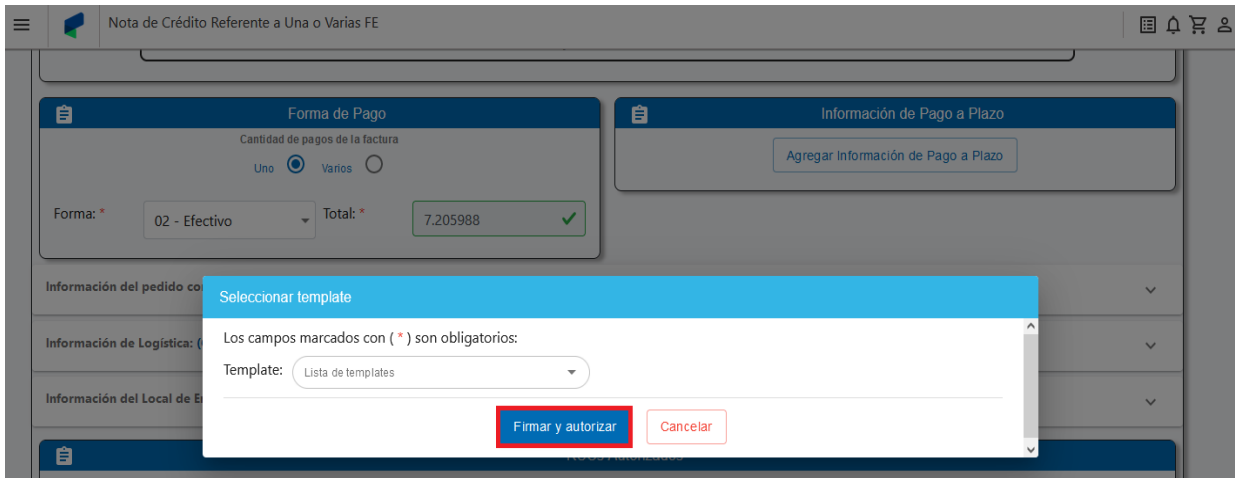 Nota de Crédito Referente a Una o Varias FE
Forma de Pago
Cantidad de pagos de la factura
Uno Varios
Forma: * 02 - Efectivo Total: * 7.205988
Información de Pago a Plazo
Agregar Información de Pago a Plazo
Información del pedido
Seleccionar template
Los campos marcados con ( * ) son obligatorios:
Información de Logística:
Template: Lista de templates
Información del Local de
Firmar y autorizar Cancelar